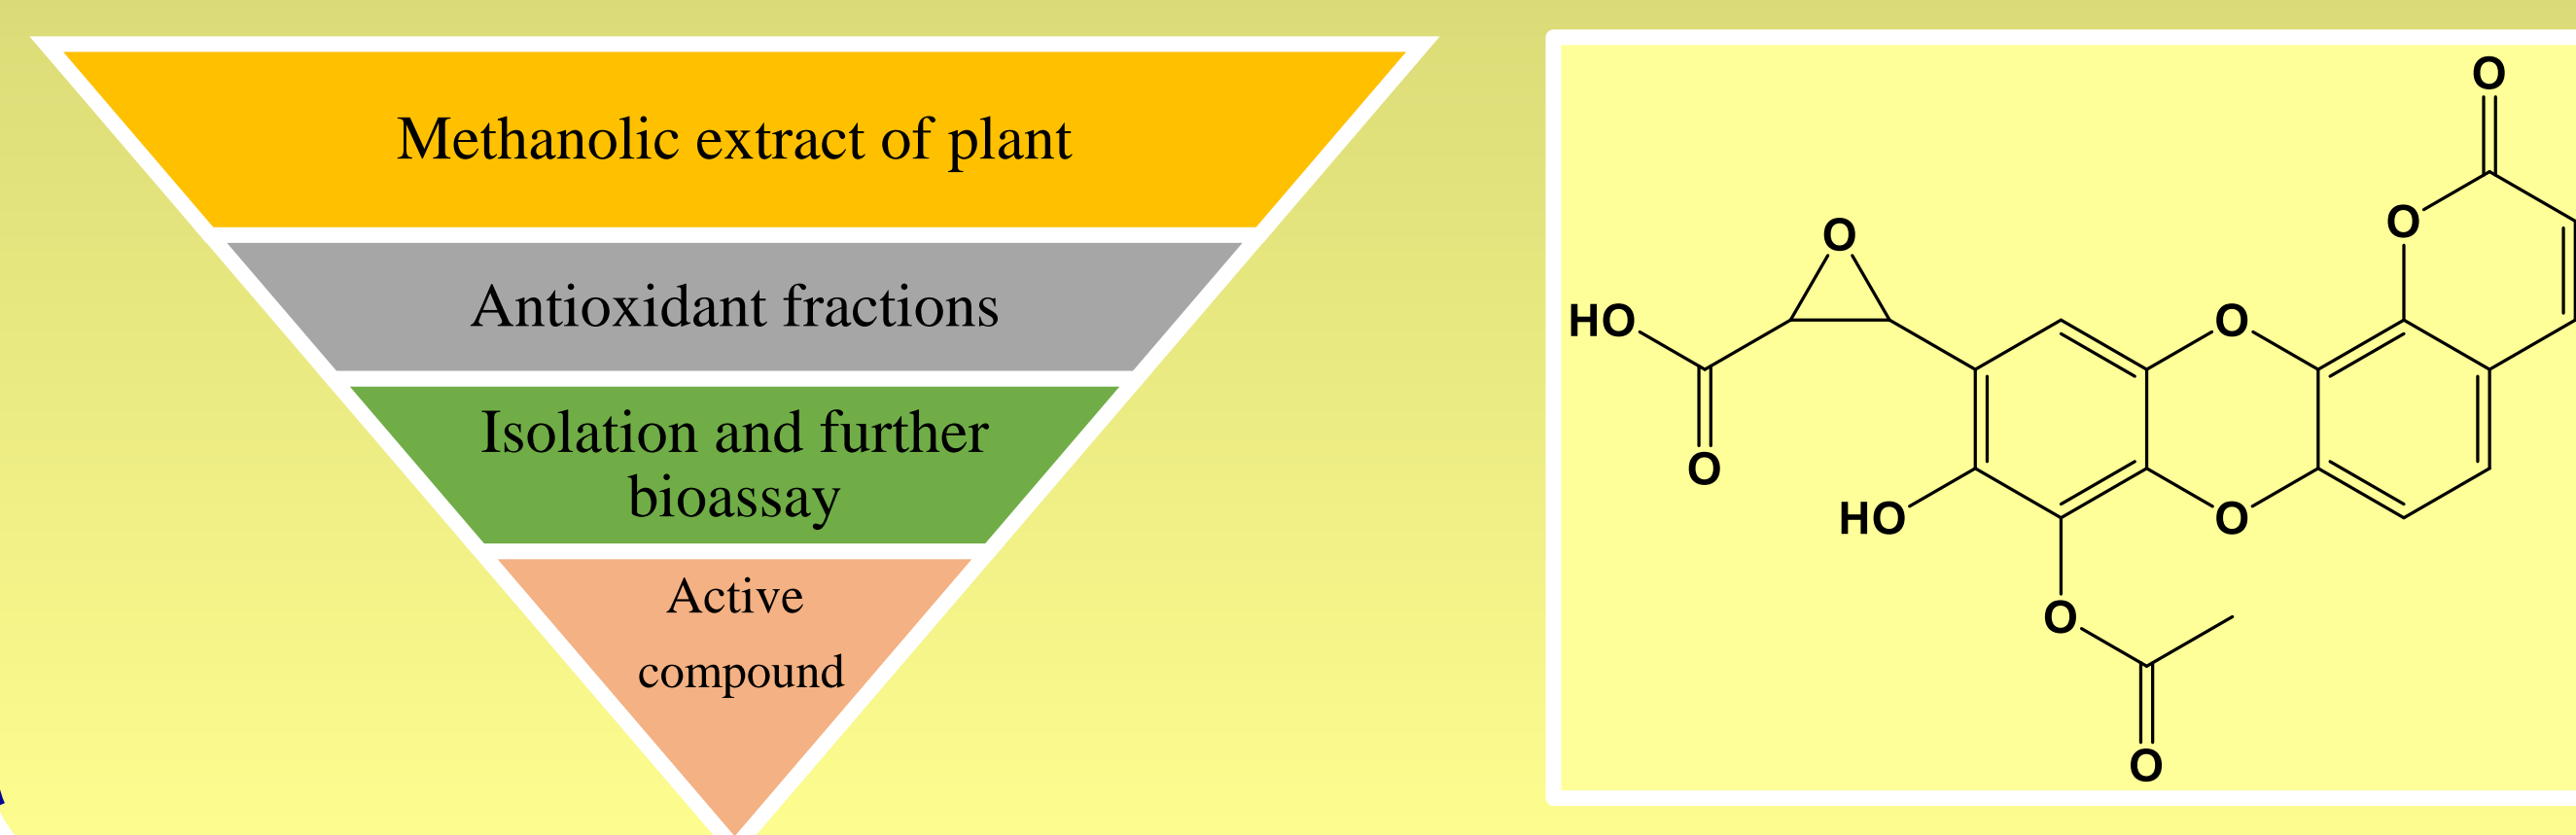 Methanolic extract of plant
Antioxidant fractions
Isolation and further
bioassay
Active
compound
O
O
O
HO
O
O
HO
O
O
O